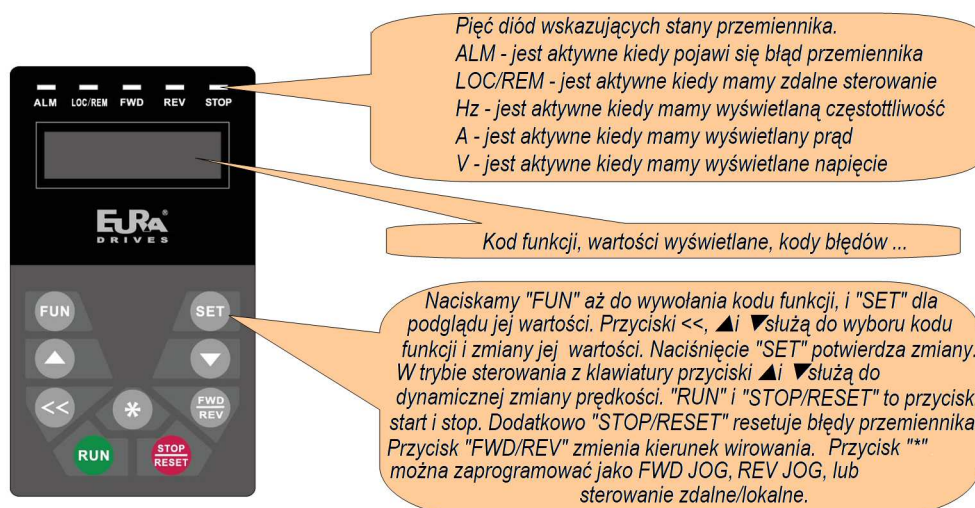 Pięć diód wskazujących stany przemiennika.
ALM - jest aktywne kiedy pojawi się błąd przemiennika
LOC/REM - jest aktywne kiedy mamy zdalne sterowanie
Hz - jest aktywne kiedy mamy wyświetlaną częstottliwość
A - jest aktywne kiedy mamy wyświetlany prąd
V - jest aktywne kiedy mamy wyświetlane napięcie
ALM LOC/REM FWD REV STOP
EURA®
DRIVES
Kod funkcji, wartości wyświetlane, kody błędów ...
FUN SET
<< * FWD/REV
RUN STOP/RESET
Naciskamy "FUN" aż do wywołania kodu funkcji, i "SET" dla
podglądu jej wartości. Przyciski <<, ▲i ▼służą do wyboru kodu
funkcji i zmiany jej wartości. Naciśnięcie "SET" potwierdza zmiany.
W trybie sterowania z klawiatury przyciski ▲i ▼służą do
dynamicznej zmiany prędkości. "RUN" i "STOP/RESET" to przyciski
start i stop. Dodatkowo "STOP/RESET" resetuje błędy przemiennika.
Przycisk "FWD/REV" zmienia kierunek wirowania. Przycisk "*"
można zaprogramować jako FWD JOG, REV JOG, lub
sterowanie zdalne/lokalne.